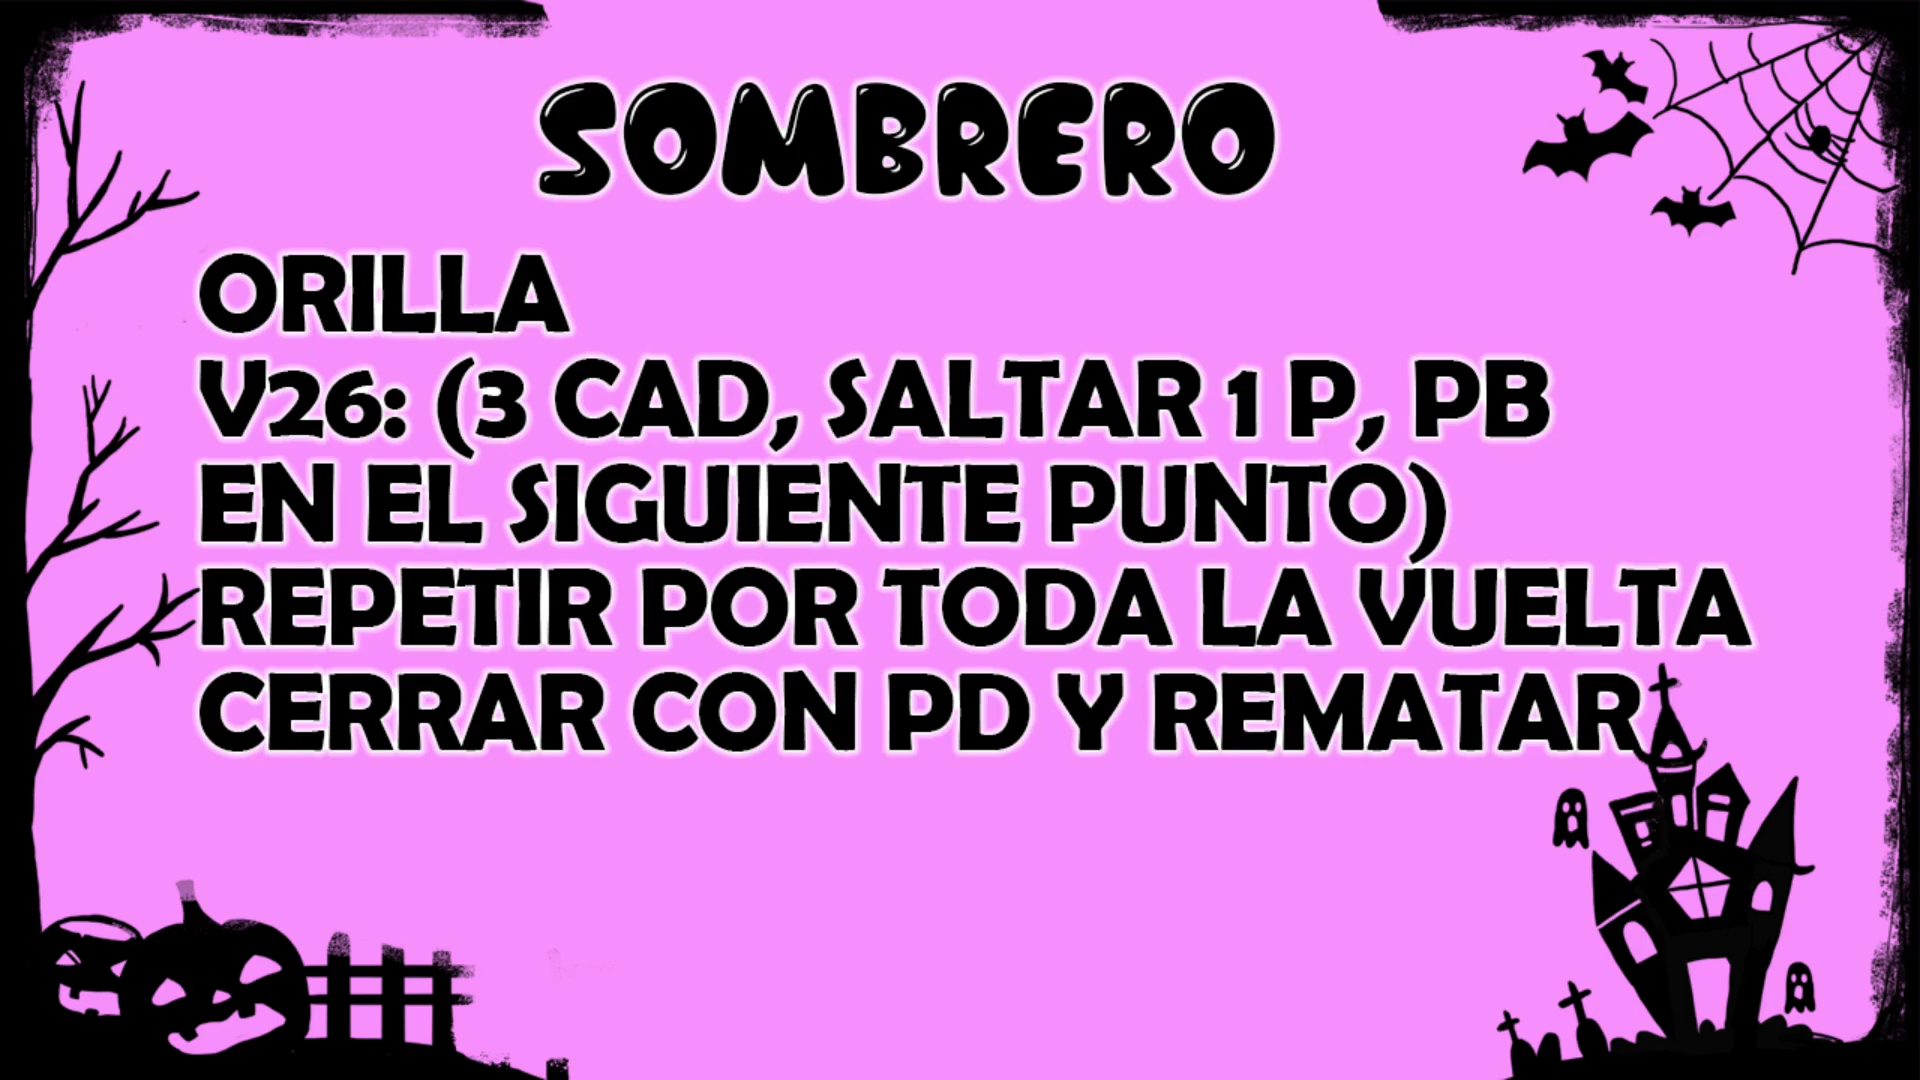 SOMBRERO
ORILLA
V26: (3 CAD, SALTAR 1 P, PB
EN EL SIGUIENTE PUNTO)
REPETIR POR TODA LA VUELTA
CERRAR CON PD Y REMATAR